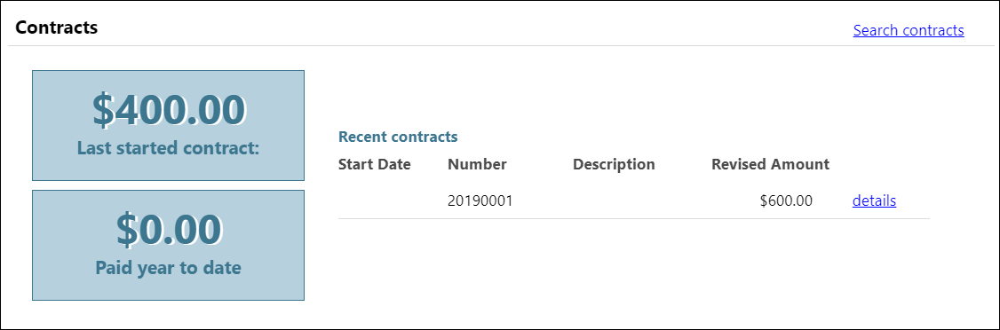 Contracts
Search contracts
$400.00
Last started contract:
$0.00
Paid year to date
Recent contracts
Start Date Number Description Revised Amount
20190001 $600.00 details